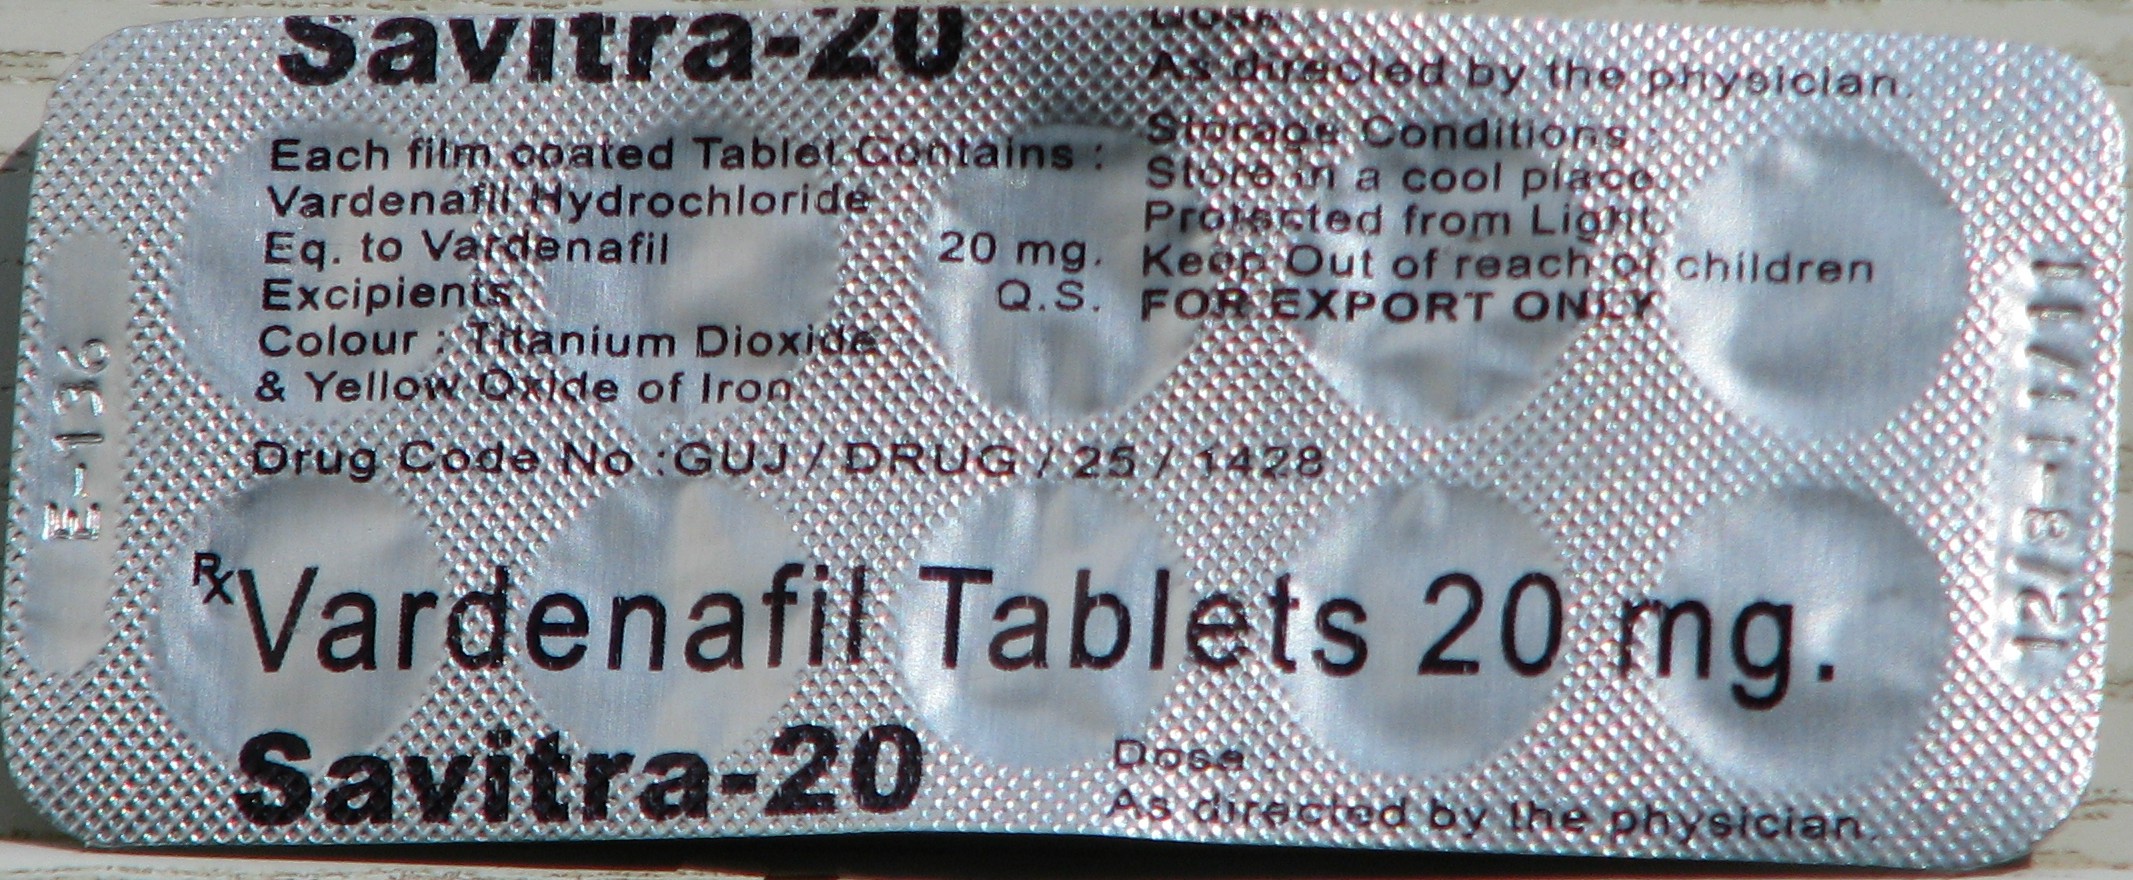 Savitra-20
Each film coated Tablet Contains :
Vardenafil Hydrochloride
Eq. to Vardenafil 20 mg.
Excipients Q.S.
Colour : Titanium Dioxide
& Yellow Oxide of Iron
Dose
As directed by the physician.
Storage Conditions :
Store in a cool place.
Protected from Light.
Keep Out of reach of children
FOR EXPORT ONLY
Drug Code No :GUJ / DRUG / 25 / 1428
E-136
Rx Vardenafil Tablets 20 mg.
Savitra-20
Dose :
As directed by the physician.